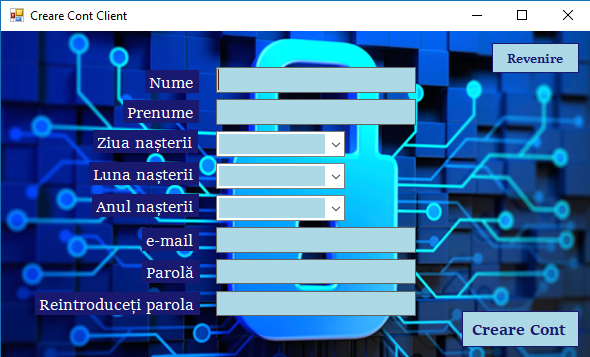 Creare Cont Client
Revenire
Nume
Prenume
Ziua nașterii
Luna nașterii
Anul nașterii
e-mail
Parolă
Reintroduceți parola
Creare Cont